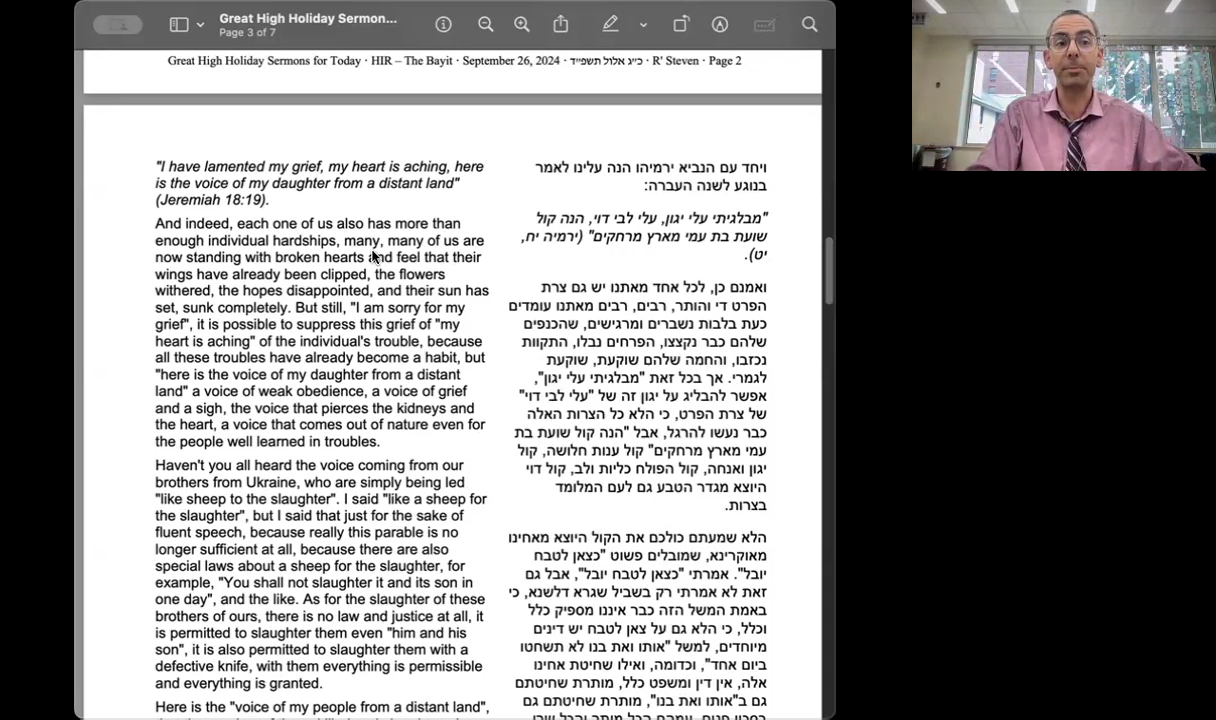 Great High Holiday Sermon...
Page 3 of 7
Great High Holiday Sermons for Today · HIR – The Bayit · September 26, 2024 · כ״ג אלול תשפ״ד · R' Steven · Page 2
"I have lamented my grief, my heart is aching, here
is the voice of my daughter from a distant land"
(Jeremiah 18:19).
And indeed, each one of us also has more than
enough individual hardships, many, many of us are
now standing with broken hearts and feel that their
wings have already been clipped, the flowers
withered, the hopes disappointed, and their sun has
set, sunk completely. But still, "I am sorry for my
grief", it is possible to suppress this grief of "my
heart is aching" of the individual's trouble, because
all these troubles have already become a habit, but
"here is the voice of my daughter from a distant
land" a voice of weak obedience, a voice of grief
and a sigh, the voice that pierces the kidneys and
the heart, a voice that comes out of nature even for
the people well learned in troubles.
Haven't you all heard the voice coming from our
brothers from Ukraine, who are simply being led
"like sheep to the slaughter". I said "like a sheep for
the slaughter", but I said that just for the sake of
fluent speech, because really this parable is no
longer sufficient at all, because there are also
special laws about a sheep for the slaughter, for
example, "You shall not slaughter it and its son in
one day", and the like. As for the slaughter of these
brothers of ours, there is no law and justice at all, it
is permitted to slaughter them even "him and his
son", it is also permitted to slaughter them with a
defective knife, with them everything is permissible
and everything is granted.
Here is the "voice of my people from a distant land",
ויחד עם הנביא ירמיהו הנה עלינו לאמר
בנוגע לשנה העברה:
"מבלגיתי עלי יגון, עלי לבי דוי, הנה קול
שועת בת עמי מארץ מרחקים" (ירמיה יח,
יט).
ואמנם כן, לכל אחד מאתנו יש גם צרת
הפרט די והותר, רבים, רבים מאתנו עומדים
כעת בלבות נשברים ומרגישים, שהכנפים
שלהם כבר נקצצו, הפרחים נבלו, התקוות
נכזבו, והחמה שלהם שוקעת, שוקעת
לגמרי. אך בכל זאת "מבלגיתי עלי יגון",
אפשר להבליג על יגון זה של "עלי לבי דוי"
של צרת הפרט, כי הלא כל הצרות האלה
כבר נעשו להרגל, אבל "הנה קול שועת בת
עמי מארץ מרחקים" קול ענות חלושה, קול
יגון ואנחה, קול הפולח כליות ולב, קול דוי
היוצא מגדר הטבע גם לעם המלומד
בצרות.
הלא שמעתם כולכם את הקול היוצא מאחינו
מאוקרינא, שמובלים פשוט "כצאן לטבח
יובל". אמרתי "כצאן לטבח יובל", אבל גם
זאת לא אמרתי רק בשביל שגרא דלשנא, כי
באמת המשל הזה כבר איננו מספיק כלל
וכלל, כי הלא גם על צאן לטבח יש דינים
מיוחדים, למשל "אותו ואת בנו לא תשחטו
ביום אחד", וכדומה, ואילו שחיטת אחינו
אלה, אין דין ומשפט כלל, מותרת שחיטתם
גם ב"אותו ואת בנו", מותרת שחיטתם גם